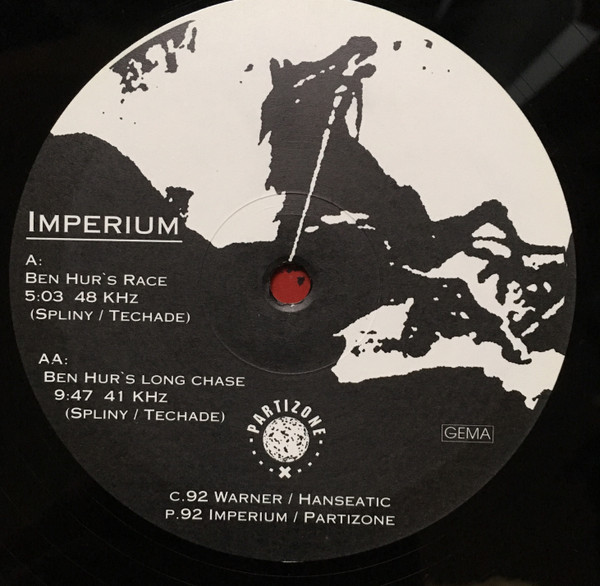 IMPERIUM
A:
BEN HUR`S RACE
5:03 48 KHZ
(SPLINY / TECHADE)
AA:
BEN HUR`S LONG CHASE
9:47 41 KHZ
(SPLINY / TECHADE)
PARTIZONE
GEMA
C.92 WARNER / HANSEATIC
P.92 IMPERIUM / PARTIZONE